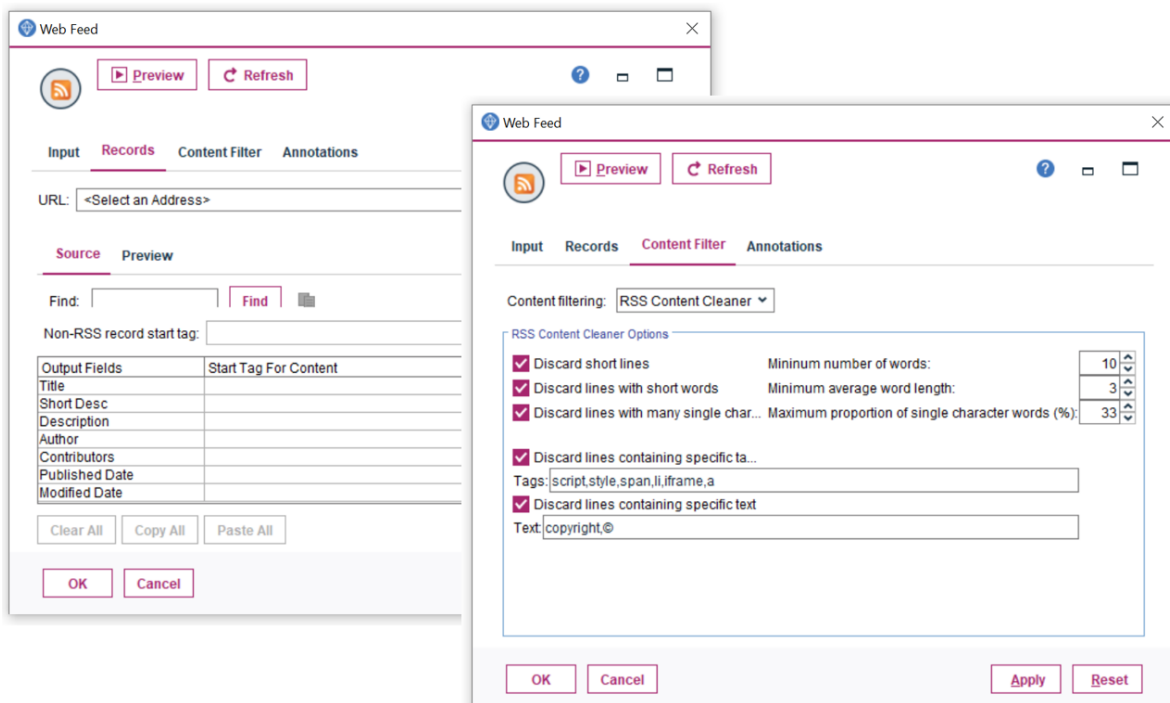 Web Feed
Preview Refresh
Input Records Content Filter Annotations
URL: <Select an Address>
Source Preview
Find: Find
Non-RSS record start tag:
Output Fields Start Tag For Content
Title
Short Desc
Description
Author
Contributors
Published Date
Modified Date
Clear All Copy All Paste All
OK Cancel
Web Feed
Preview Refresh
Input Records Content Filter Annotations
Content filtering: RSS Content Cleaner
RSS Content Cleaner Options
Discard short lines Mininum number of words: 10
Discard lines with short words Minimum average word length: 3
Discard lines with many single char... Maximum proportion of single character words (%): 33
Discard lines containing specific ta...
Tags: script,style,span,li,iframe,a
Discard lines containing specific text
Text: copyright,©
OK Cancel Apply Reset